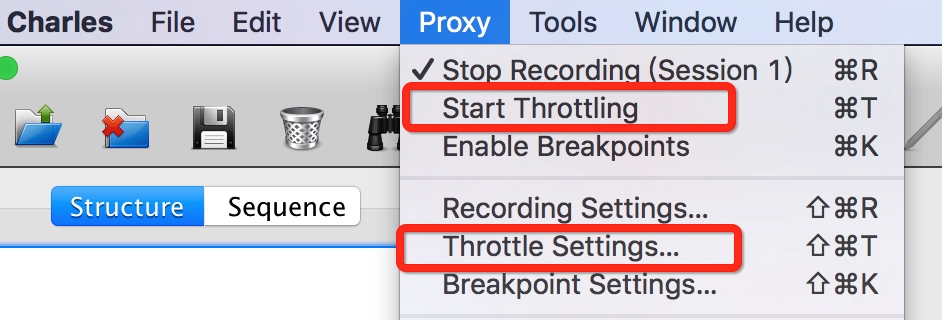 Charles File Edit View Proxy Tools Window Help
✓ Stop Recording (Session 1) ⌘R
Start Throttling ⌘T
Enable Breakpoints ⌘K
Structure Sequence
Recording Settings... ⇧⌘R
Throttle Settings... ⇧⌘T
Breakpoint Settings... ⇧⌘K